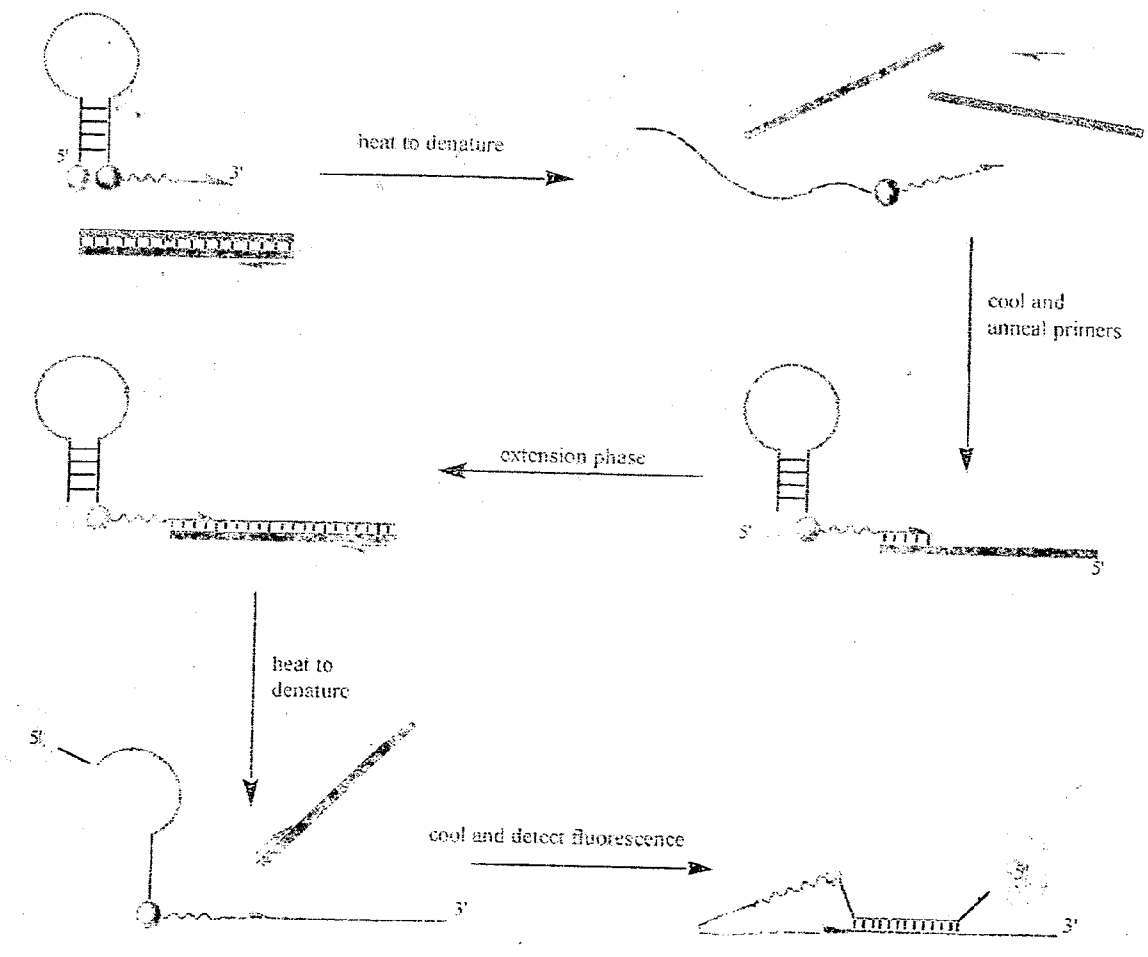 5'
3'
heat to denature
cool and
anneal primers
extension phase
5'
5'
heat to
denature
5'
cool and detect fluorescence
3'
5'
3'